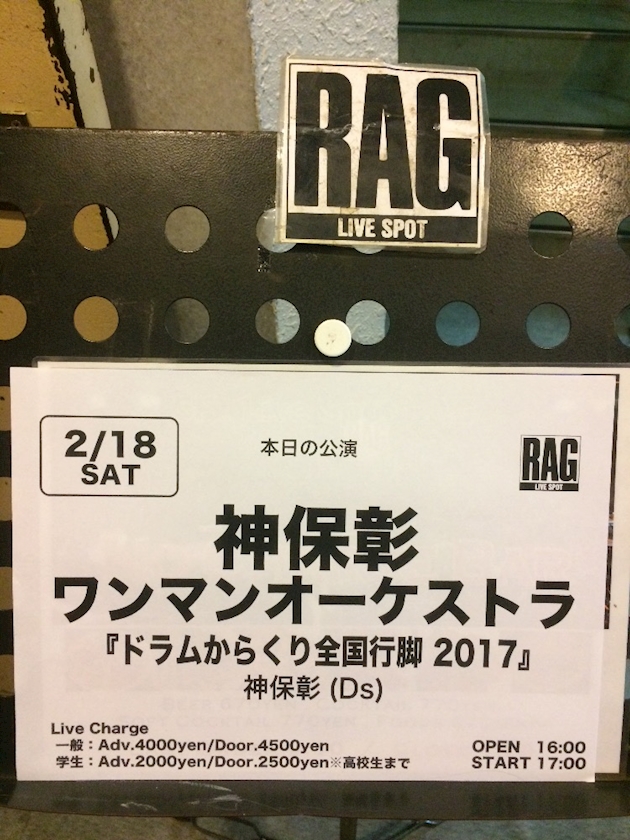 RAG
LIVE SPOT
2/18
SAT
本日の公演
RAG
LIVE SPOT
神保彰
ワンマンオーケストラ
『ドラムからくり全国行脚 2017』
神保彰 (Ds)
Live Charge
一般：Adv.4000yen/Door.4500yen
学生：Adv.2000yen/Door.2500yen※高校生まで
OPEN 16:00
START 17:00